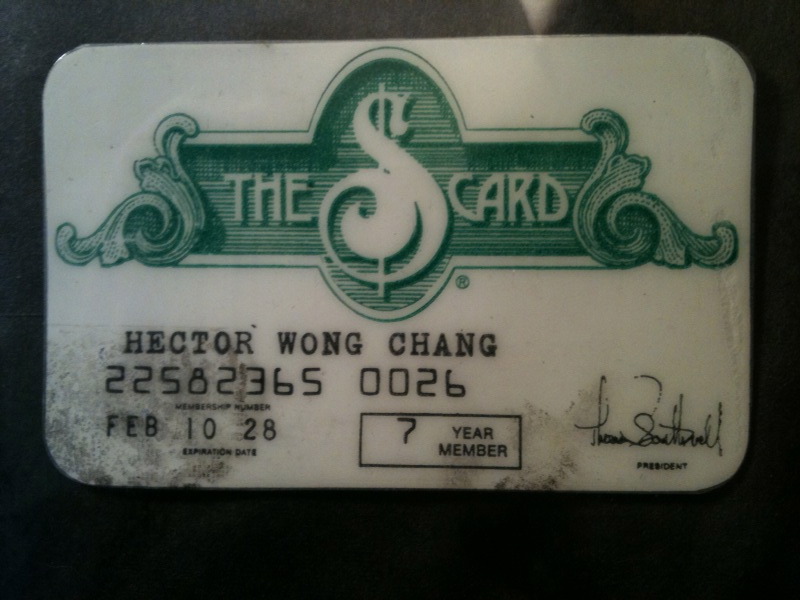 THE $ CARD
®
HECTOR WONG CHANG
22582365 0026
MEMBERSHIP NUMBER
FEB 10 28
EXPIRATION DATE
7 YEAR
MEMBER
PRESIDENT